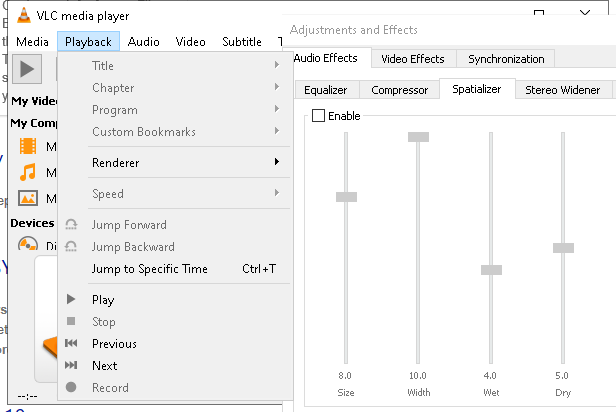 VLC media player
Media Playback Audio Video Subtitle
Title
Chapter
Program
Custom Bookmarks
Renderer
Speed
Jump Forward
Jump Backward
Jump to Specific Time Ctrl+T
Play
Stop
Previous
Next
Record
My Video
My Comp
Devices
Di
--:--
Adjustments and Effects
Audio Effects Video Effects Synchronization
Equalizer Compressor Spatializer Stereo Widener
Enable
8.0 10.0 4.0 5.0
Size Width Wet Dry